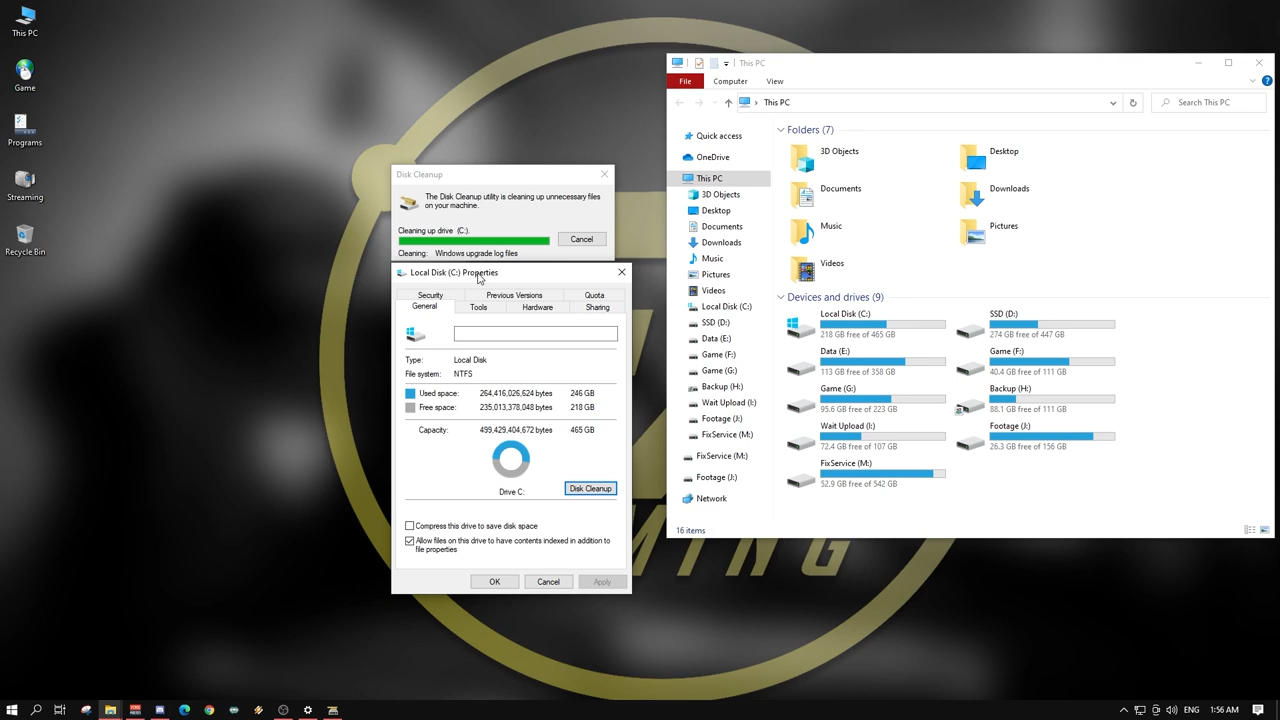 This PC
Recycle Bin
Disk Cleanup
The Disk Cleanup utility is cleaning up unnecessary files
on your machine.
Cleaning up drive (C:).
Cancel
Cleaning: Windows upgrade log files
Local Disk (C:) Properties
Security Previous Versions Quota
General Tools Hardware Sharing
Type: Local Disk
File system: NTFS
Used space: 264,416,026,624 bytes 246 GB
Free space: 235,013,378,048 bytes 218 GB
Capacity: 499,429,404,672 bytes 465 GB
Drive C:
Disk Cleanup
Compress this drive to save disk space
Allow files on this drive to have contents indexed in addition to
file properties
OK Cancel Apply
This PC
File Computer View
This PC
Search This PC
Quick access
OneDrive
This PC
3D Objects
Desktop
Documents
Downloads
Music
Pictures
Videos
Local Disk (C:)
SSD (D:)
Data (E:)
Game (F:)
Game (G:)
Backup (H:)
Wait Upload (I:)
Footage (J:)
FixService (M:)
FixService (M:)
Footage (J:)
Network
Folders (7)
3D Objects
Desktop
Documents
Downloads
Music
Pictures
Videos
Devices and drives (9)
Local Disk (C:)
218 GB free of 465 GB
SSD (D:)
274 GB free of 447 GB
Data (E:)
113 GB free of 358 GB
Game (F:)
40.4 GB free of 111 GB
Game (G:)
95.6 GB free of 223 GB
Backup (H:)
88.1 GB free of 111 GB
Wait Upload (I:)
72.4 GB free of 107 GB
Footage (J:)
26.3 GB free of 156 GB
FixService (M:)
52.9 GB free of 542 GB
16 items
ENG 1:56 AM